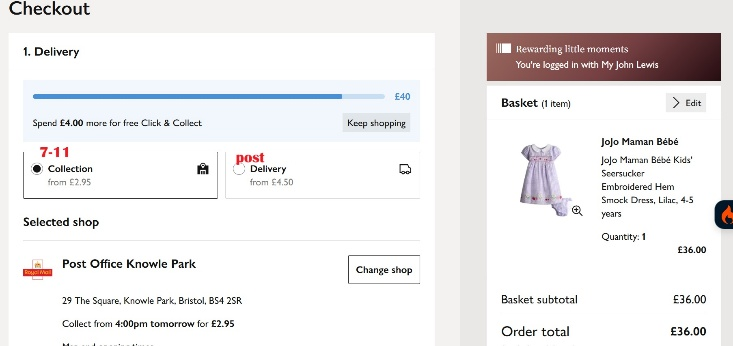 Checkout
1. Delivery
£40
Spend £4.00 more for free Click & Collect
Keep shopping
7-11
Collection
from £2.95
post
Delivery
from £4.50
Selected shop
Royal Mail
Post Office Knowle Park
Change shop
29 The Square, Knowle Park, Bristol, BS4 2SR
Collect from 4:00pm tomorrow for £2.95
Rewarding little moments
You're logged in with My John Lewis
Basket (1 item)
Edit
JoJo Maman Bébé
JoJo Maman Bébé Kids'
Seersucker
Embroidered Hem
Smock Dress, Lilac, 4-5
years
Quantity: 1
£36.00
Basket subtotal
£36.00
Order total
£36.00